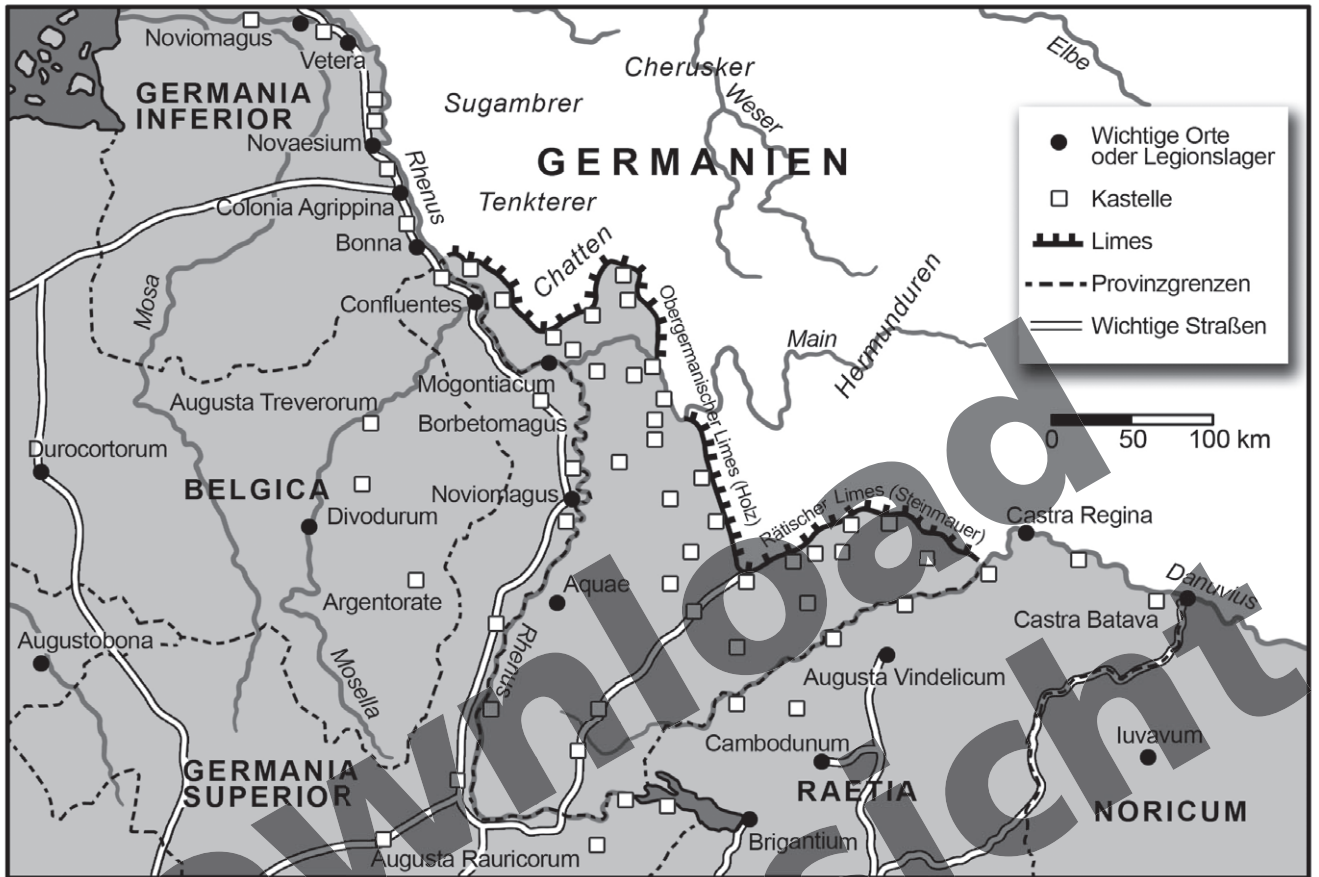 Noviomagus
Vetera
GERMANIA
INFERIOR
Novaesium
Rhenus
Colonia Agrippina
Bonna
Mosa
Confluentes
Sugambrer
Cherusker
Weser
Elbe
GERMANIEN
Tenkterer
Chatten
Obergermanischer Limes (Holz)
Main
Hermunduren
Wichtige Orte
oder Legionslager
Kastelle
Limes
Provinzgrenzen
Wichtige Straßen
0 50 100 km
Mogontiacum
Augusta Treverorum
Borbetomagus
Durocortorum
BELGICA
Noviomagus
Divodurum
Rätischer Limes (Steinmauer)
Castra Regina
Danuvius
Aquae
Argentorate
Castra Batava
Augustobona
Rhenus
Mosella
Augusta Vindelicum
Cambodunum
Iuvavum
GERMANIA
SUPERIOR
RAETIA
NORICUM
Brigantium
Augusta Rauricorum
ownload
sicht